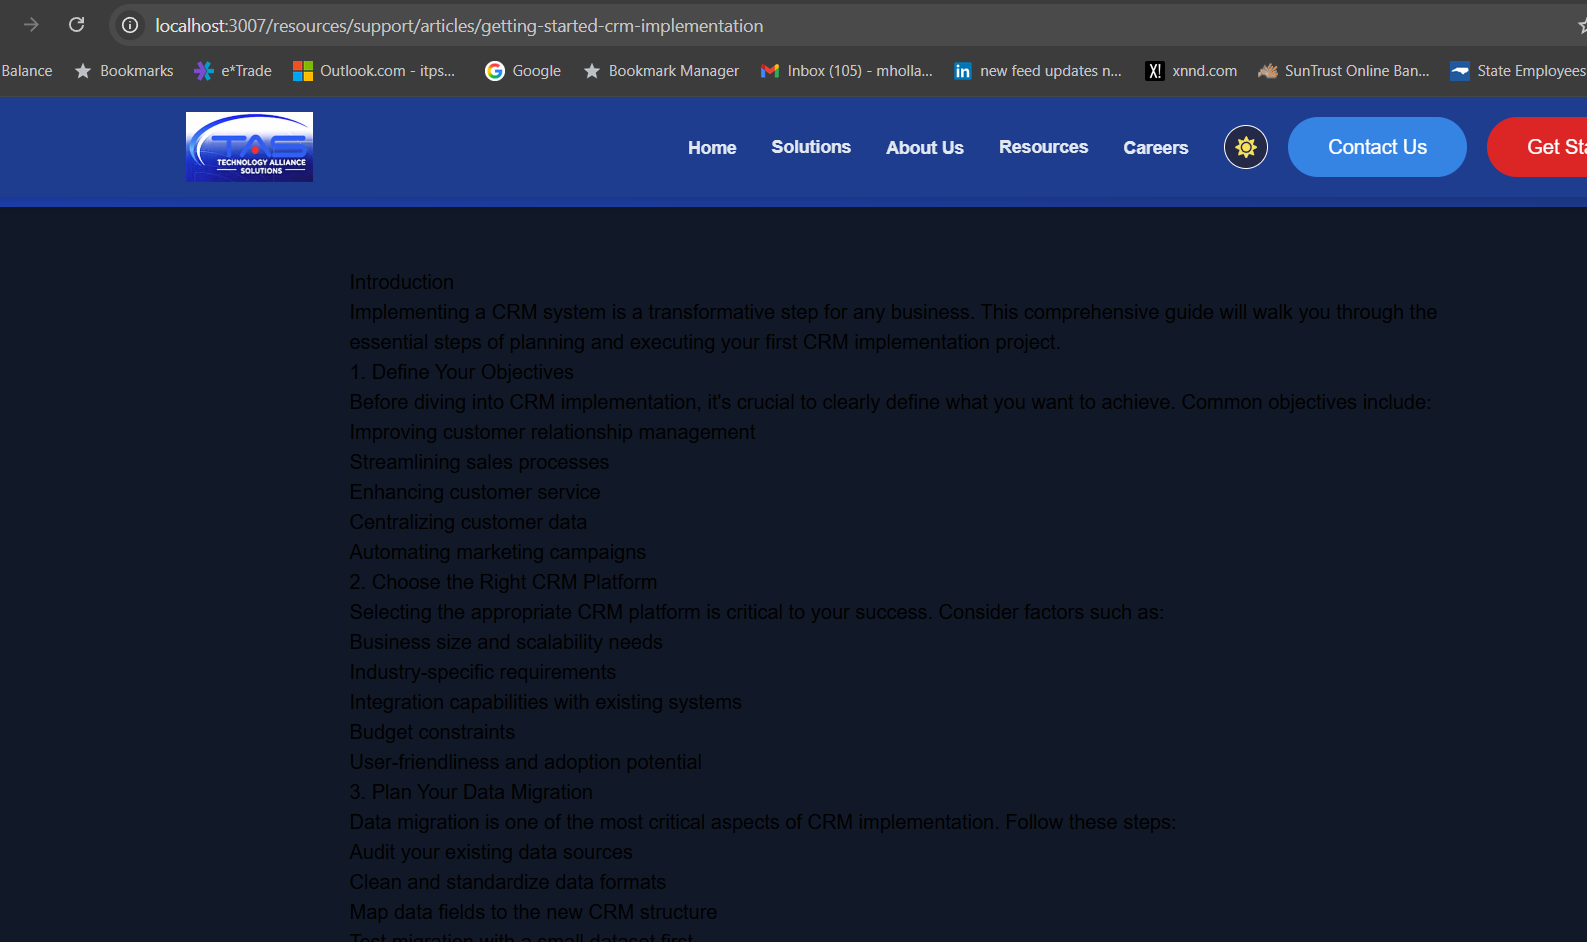 localhost:3007/resources/support/articles/getting-started-crm-implementation
Balance
Bookmarks
e*Trade
Outlook.com - itps...
Google
Bookmark Manager
Inbox (105) - mholla...
new feed updates n...
xnnd.com
SunTrust Online Ban...
State Employees
TAS
TECHNOLOGY ALLIANCE
SOLUTIONS
Home
Solutions
About Us
Resources
Careers
Contact Us
Get Sta
Introduction
Implementing a CRM system is a transformative step for any business. This comprehensive guide will walk you through the
essential steps of planning and executing your first CRM implementation project.
1. Define Your Objectives
Before diving into CRM implementation, it's crucial to clearly define what you want to achieve. Common objectives include:
Improving customer relationship management
Streamlining sales processes
Enhancing customer service
Centralizing customer data
Automating marketing campaigns
2. Choose the Right CRM Platform
Selecting the appropriate CRM platform is critical to your success. Consider factors such as:
Business size and scalability needs
Industry-specific requirements
Integration capabilities with existing systems
Budget constraints
User-friendliness and adoption potential
3. Plan Your Data Migration
Data migration is one of the most critical aspects of CRM implementation. Follow these steps:
Audit your existing data sources
Clean and standardize data formats
Map data fields to the new CRM structure
Test migration with a small dataset first